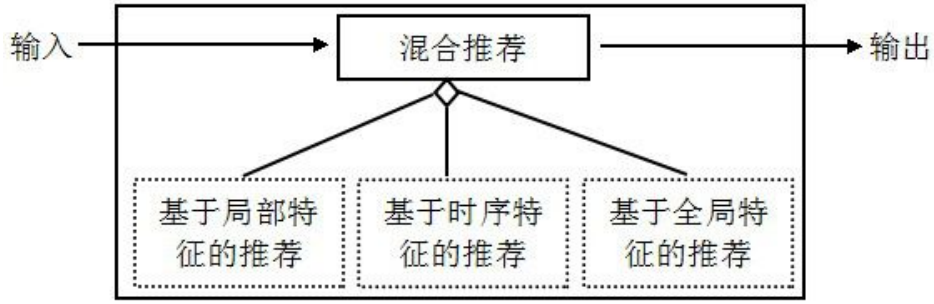 输入
混合推荐
输出
基于局部特
征的推荐
基于时序特
征的推荐
基于全局特
征的推荐